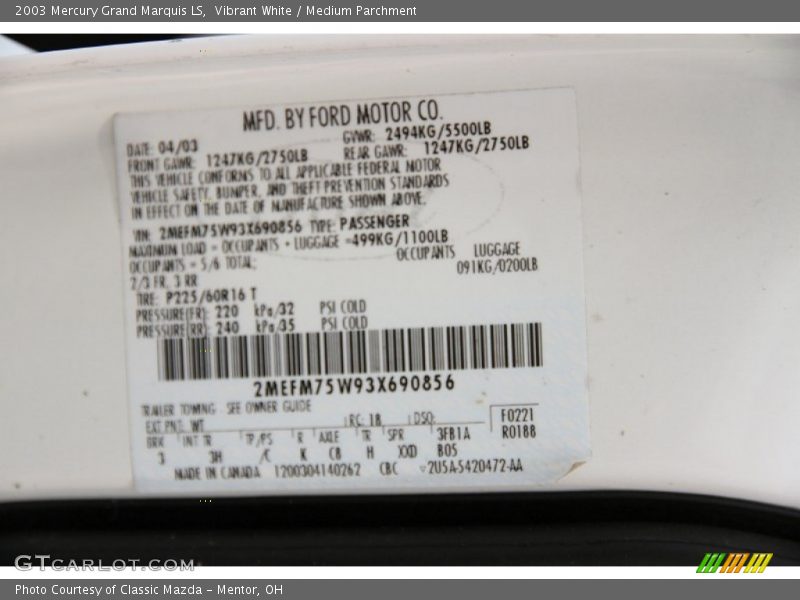 2003 Mercury Grand Marquis LS,  Vibrant White / Medium Parchment
MFD. BY FORD MOTOR CO.
DATE: 04/03 GVWR: 2494KG/5500LB
FRONT GAWR: 1247KG/2750LB REAR GAWR: 1247KG/2750LB
THIS VEHICLE CONFORMS TO ALL APPLICABLE FEDERAL MOTOR
VEHICLE SAFETY, BUMPER, AND THEFT PREVENTION STANDARDS
IN EFFECT ON THE DATE OF MANUFACTURE SHOWN ABOVE.
VIN: 2MEFM75W93X690856 TYPE: PASSENGER
MAXIMUM LOAD = OCCUPANTS + LUGGAGE =499KG/1100LB
OCCUPANTS = 5/6 TOTAL; OCCUPANTS LUGGAGE
2/3 FR, 3 RR 091KG/0200LB
TIRE: P225/60R16 T
PRESSURE(FR): 220 kPa/32 PSI COLD
PRESSURE(RR): 240 kPa/35 PSI COLD
2MEFM75W93X690856
TRAILER TOWING - SEE OWNER GUIDE
EXT PNT: WT RC: 18 DSO: F0221
BRK INT TR TP/PS R AXLE TR SPR 3FB1A R0188
3 3H /C K C8 H XXD B05
MADE IN CANADA 1200304140262 CBC 2U5A-5420472-AA
GTCarLot.com
Photo Courtesy of Classic Mazda - Mentor, OH